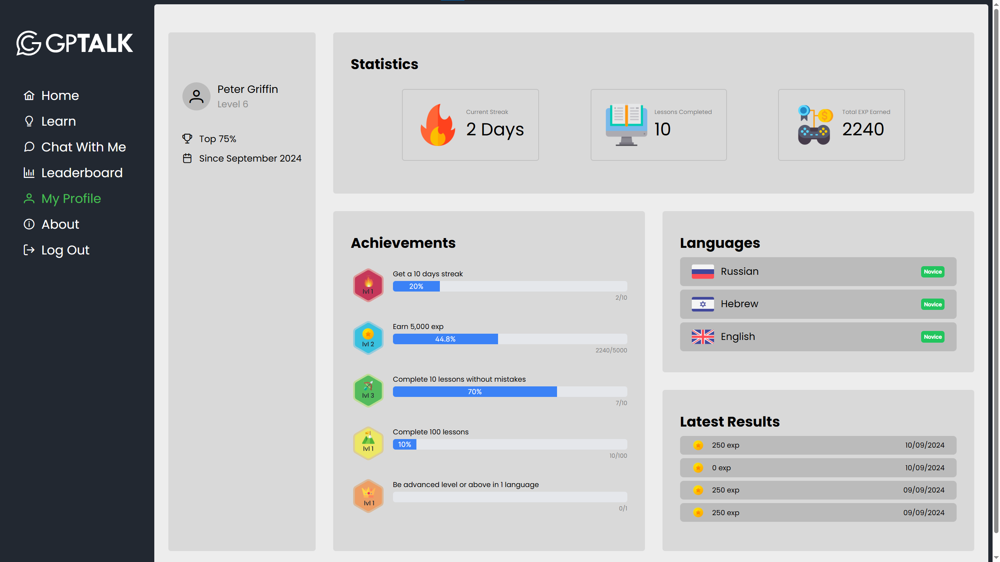 GPTALK
Home
Learn
Chat With Me
Leaderboard
My Profile
About
Log Out
Peter Griffin
Level 6
Top 75%
Since September 2024
Statistics
Current Streak
2 Days
Lessons Completed
10
Total EXP Earned
2240
Achievements
lvl 1
Get a 10 days streak
20%
2/10
lvl 2
Earn 5,000 exp
44.8%
2240/5000
lvl 3
Complete 10 lessons without mistakes
70%
7/10
lvl 1
Complete 100 lessons
10%
10/100
lvl 1
Be advanced level or above in 1 language
0/1
Languages
Russian Novice
Hebrew Novice
English Novice
Latest Results
250 exp 10/09/2024
0 exp 10/09/2024
250 exp 09/09/2024
250 exp 09/09/2024